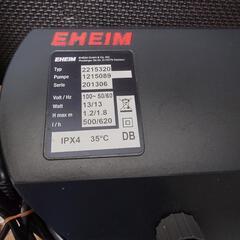 EHEIM
EHEIM
Typ 2215320
Pumpe 1215089
Serie 201306
Volt / Hz 100~ 50/60
Watt 13/13
H max m 1.2/1.8
l / h 500/620
IPX4 35°C DB